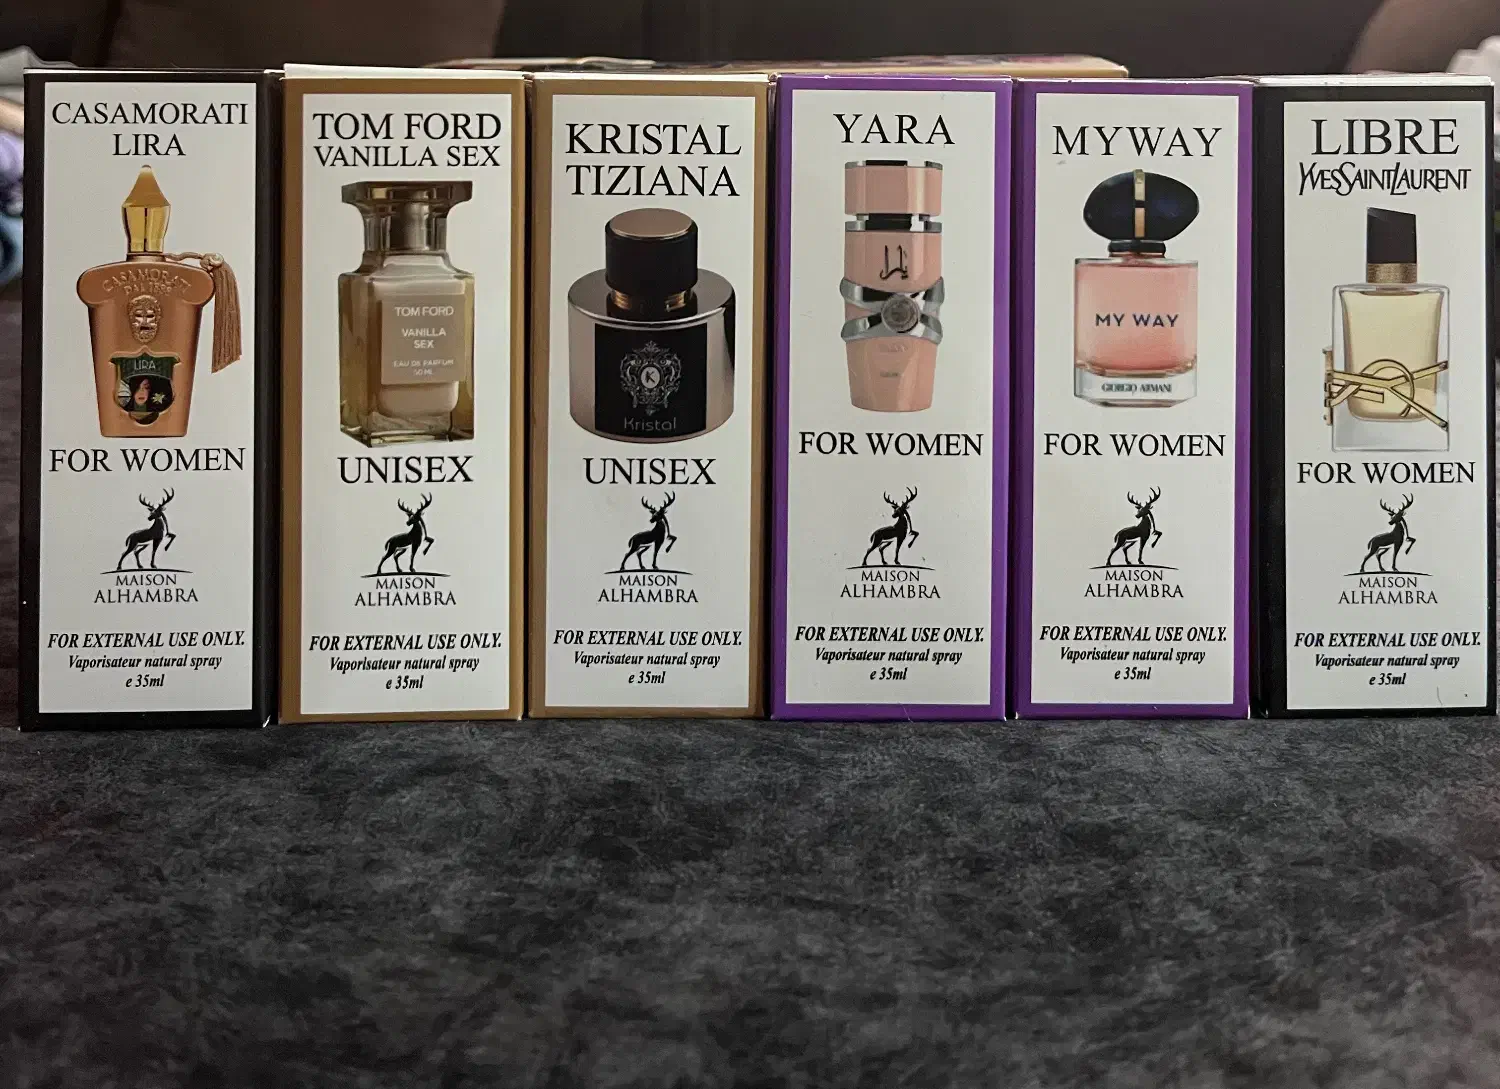 CASAMORATI
LIRA
CASAMORATI
LIRA
FOR WOMEN
MAISON
ALHAMBRA
FOR EXTERNAL USE ONLY.
Vaporisateur natural spray
e 35ml
TOM FORD
VANILLA SEX
TOM FORD
VANILLA
SEX
EAU DE PARFUM
50 ML
UNISEX
MAISON
ALHAMBRA
FOR EXTERNAL USE ONLY.
Vaporisateur natural spray
e 35ml
KRISTAL
TIZIANA
K
Kristal
UNISEX
MAISON
ALHAMBRA
FOR EXTERNAL USE ONLY.
Vaporisateur natural spray
e 35ml
YARA
يارا
FOR WOMEN
MAISON
ALHAMBRA
FOR EXTERNAL USE ONLY.
Vaporisateur natural spray
e 35ml
MY WAY
MY WAY
GIORGIO ARMANI
FOR WOMEN
MAISON
ALHAMBRA
FOR EXTERNAL USE ONLY.
Vaporisateur natural spray
e 35ml
LIBRE
YVESSAINTLAURENT
FOR WOMEN
MAISON
ALHAMBRA
FOR EXTERNAL USE ONLY.
Vaporisateur natural spray
e 35ml